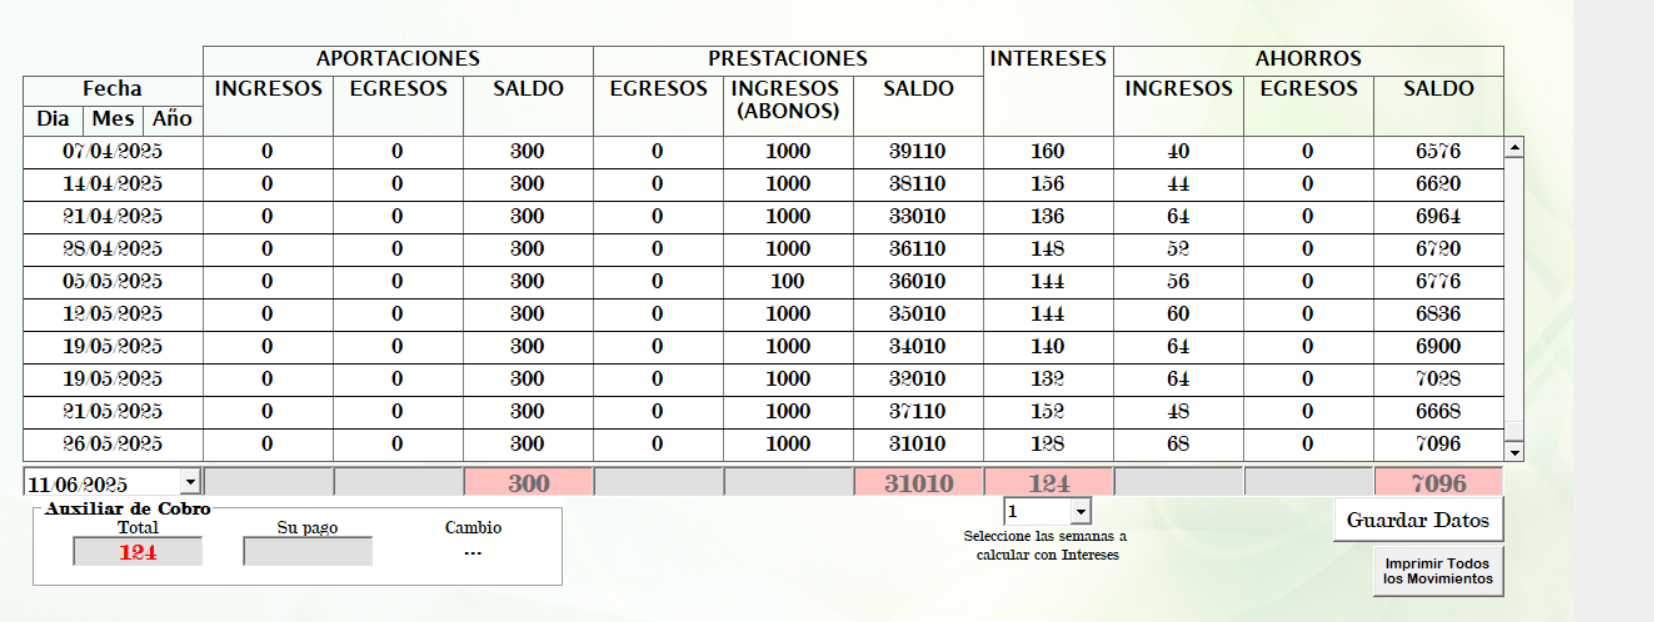 APORTACIONES PRESTACIONES INTERESES AHORROS
Fecha INGRESOS EGRESOS SALDO EGRESOS INGRESOS (ABONOS) SALDO INGRESOS EGRESOS SALDO
Dia Mes Año
07/04/2025 0 0 300 0 1000 39110 160 40 0 6576
14/04/2025 0 0 300 0 1000 38110 156 44 0 6620
21/04/2025 0 0 300 0 1000 33010 136 64 0 6964
28/04/2025 0 0 300 0 1000 36110 148 52 0 6720
05/05/2025 0 0 300 0 100 36010 144 56 0 6776
12/05/2025 0 0 300 0 1000 35010 144 60 0 6836
19/05/2025 0 0 300 0 1000 34010 140 64 0 6900
19/05/2025 0 0 300 0 1000 32010 132 64 0 7028
21/05/2025 0 0 300 0 1000 37110 152 48 0 6668
26/05/2025 0 0 300 0 1000 31010 128 68 0 7096
11/06/2025 300 31010 124 7096
Auxiliar de Cobro
Total Su pago Cambio
124 ...
1
Seleccione las semanas a
calcular con Intereses
Guardar Datos
Imprimir Todos
los Movimientos